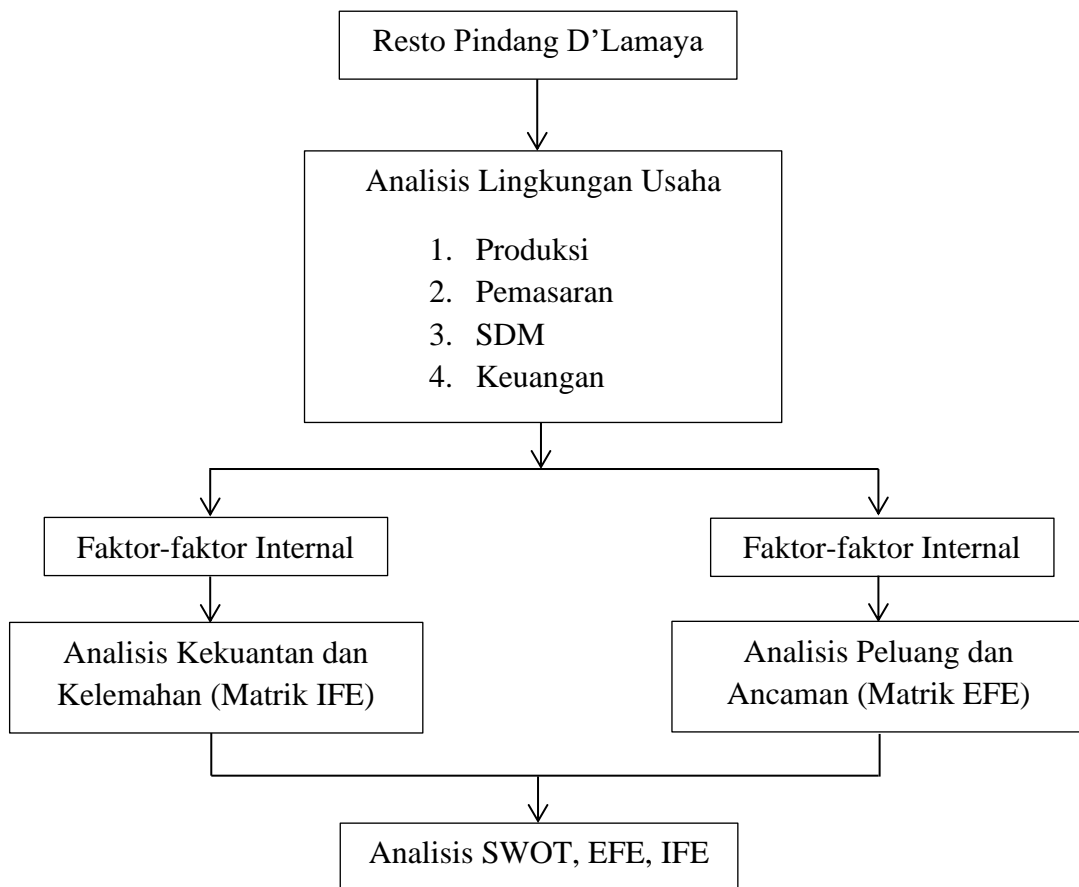 Resto Pindang D’Lamaya
Analisis Lingkungan Usaha
1. Produksi
2. Pemasaran
3. SDM
4. Keuangan
Faktor-faktor Internal
Faktor-faktor Internal
Analisis Kekuantan dan
Kelemahan (Matrik IFE)
Analisis Peluang dan
Ancaman (Matrik EFE)
Analisis SWOT, EFE, IFE